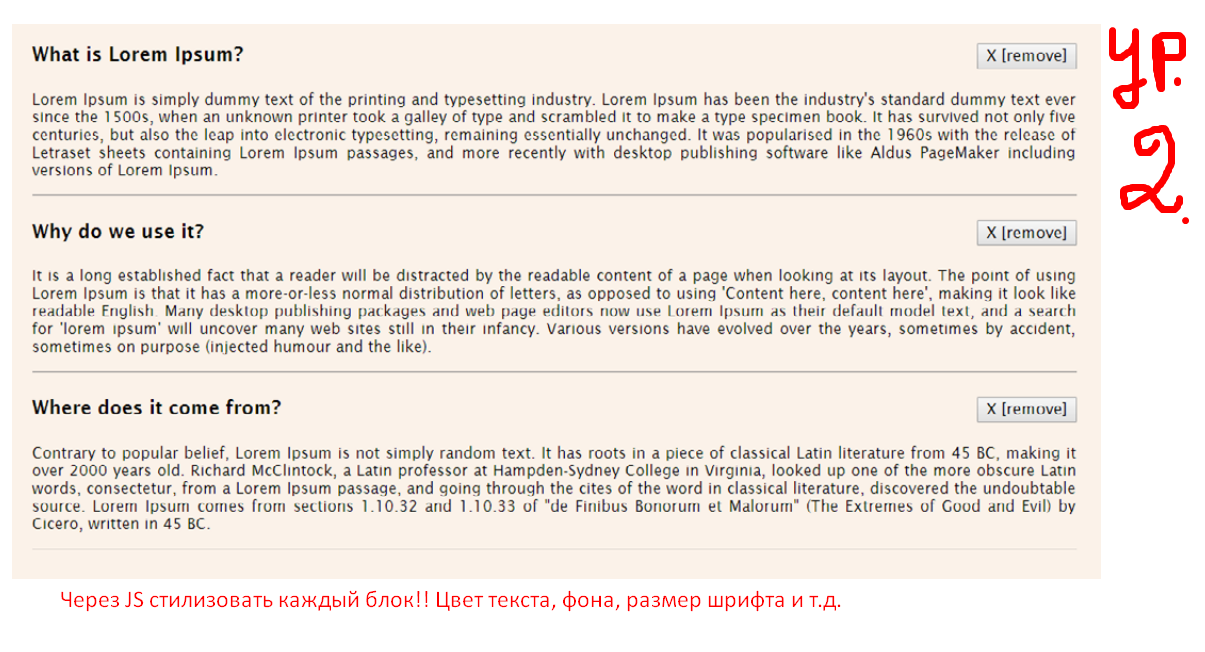 What is Lorem Ipsum?
X [remove]
Lorem Ipsum is simply dummy text of the printing and typesetting industry. Lorem Ipsum has been the industry's standard dummy text ever
since the 1500s, when an unknown printer took a galley of type and scrambled it to make a type specimen book. It has survived not only five
centuries, but also the leap into electronic typesetting, remaining essentially unchanged. It was popularised in the 1960s with the release of
Letraset sheets containing Lorem Ipsum passages, and more recently with desktop publishing software like Aldus PageMaker including
versions of Lorem Ipsum.
Why do we use it?
X [remove]
It is a long established fact that a reader will be distracted by the readable content of a page when looking at its layout. The point of using
Lorem Ipsum is that it has a more-or-less normal distribution of letters, as opposed to using 'Content here, content here', making it look like
readable English. Many desktop publishing packages and web page editors now use Lorem Ipsum as their default model text, and a search
for 'lorem ipsum' will uncover many web sites still in their infancy. Various versions have evolved over the years, sometimes by accident,
sometimes on purpose (injected humour and the like).
Where does it come from?
X [remove]
Contrary to popular belief, Lorem Ipsum is not simply random text. It has roots in a piece of classical Latin literature from 45 BC, making it
over 2000 years old. Richard McClintock, a Latin professor at Hampden-Sydney College in Virginia, looked up one of the more obscure Latin
words, consectetur, from a Lorem Ipsum passage, and going through the cites of the word in classical literature, discovered the undoubtable
source. Lorem Ipsum comes from sections 1.10.32 and 1.10.33 of "de Finibus Bonorum et Malorum" (The Extremes of Good and Evil) by
Cicero, written in 45 BC.
ур.
2.
Через JS стилизовать каждый блок!! Цвет текста, фона, размер шрифта и т.д.